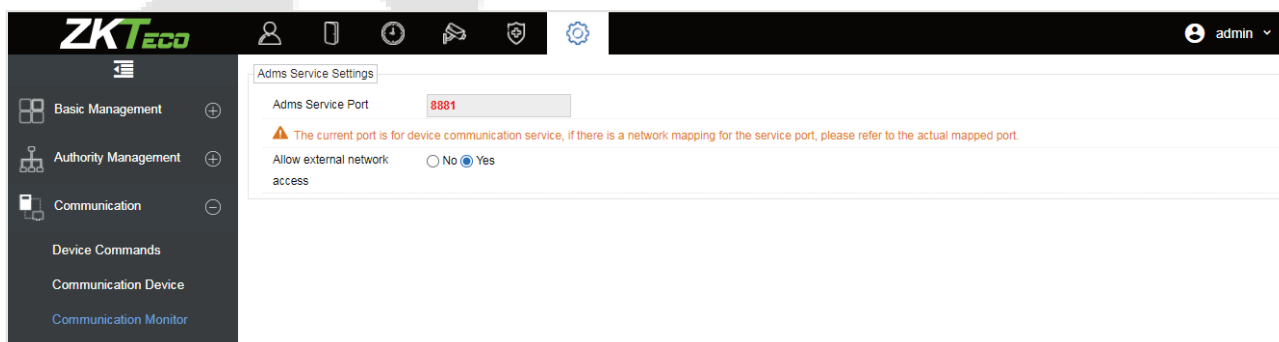 ZKTeco
admin
Adms Service Settings
Basic Management
Adms Service Port 8881
The current port is for device communication service, if there is a network mapping for the service port, please refer to the actual mapped port.
Authority Management
Allow external network access No Yes
Communication
Device Commands
Communication Device
Communication Monitor